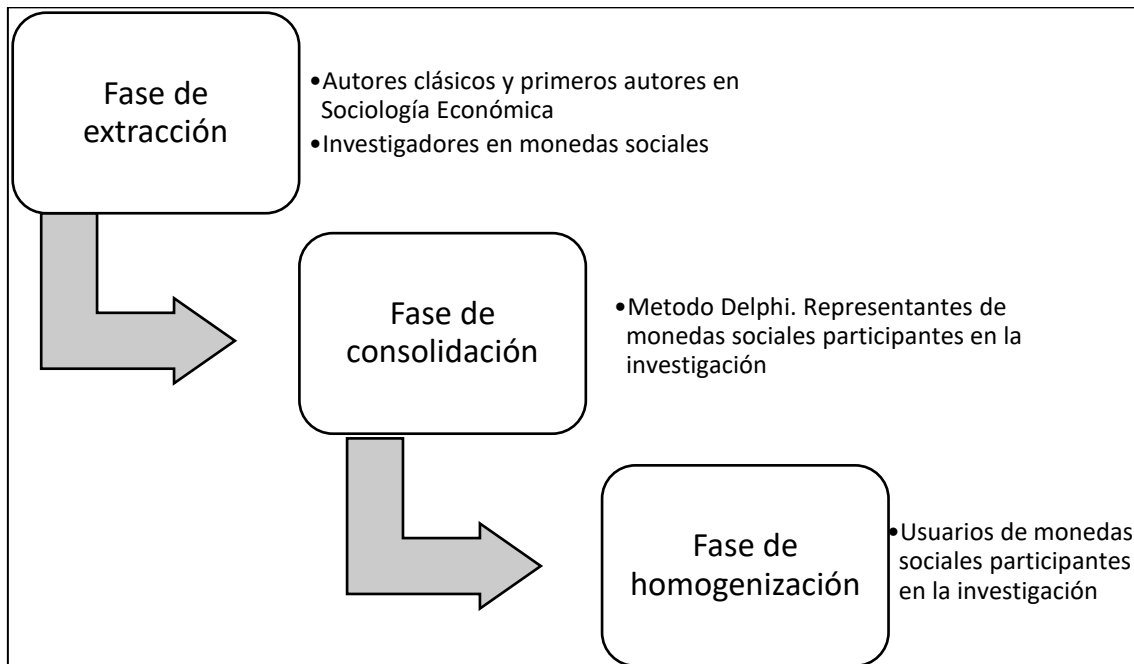 Fase de
extracción
•Autores clásicos y primeros autores en
Sociología Económica
•Investigadores en monedas sociales
Fase de
consolidación
•Metodo Delphi. Representantes de
monedas sociales participantes en la
investigación
Fase de
homogenización
•Usuarios de monedas
sociales participantes
en la investigación